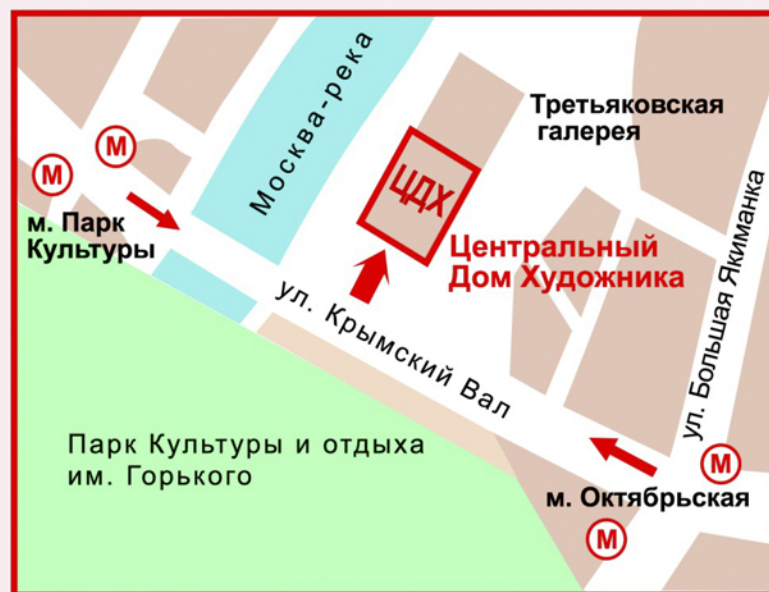 Москва-река
Третьяковская
галерея
М
М
ЦДХ
м. Парк
Культуры
Центральный
Дом Художника
ул. Крымский Вал
ул. Большая Якиманка
Парк Культуры и отдыха
им. Горького
М
м. Октябрьская
М